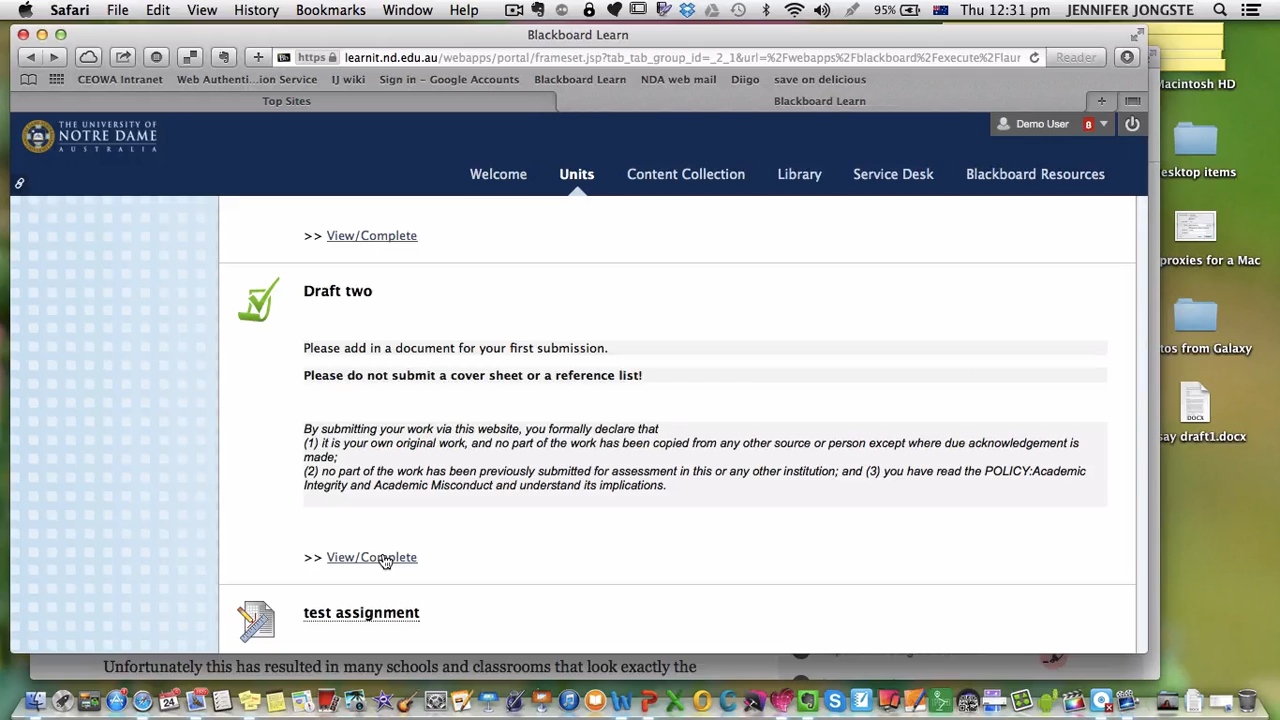 Safari File Edit View History Bookmarks Window Help 95% Thu 12:31 pm JENNIFER JONGSTE
Blackboard Learn
https learnit.nd.edu.au/webapps/portal/frameset.jsp?tab_tab_group_id=_2_1&url=%2Fwebapps%2Fblackboard%2Fexecute%2Flaur Reader
CEOWA Intranet Web Authenti...ion Service IJ wiki Sign in – Google Accounts Blackboard Learn NDA web mail Diigo save on delicious
Macintosh HD
Top Sites Blackboard Learn
THE UNIVERSITY OF
NOTRE DAME
AUSTRALIA
Demo User 8
Welcome Units Content Collection Library Service Desk Blackboard Resources
esktop items
>> View/Complete
proxies for a Mac
Draft two
Please add in a document for your first submission.
tos from Galaxy
Please do not submit a cover sheet or a reference list!
DOCX
say draft1.docx
By submitting your work via this website, you formally declare that
(1) it is your own original work, and no part of the work has been copied from any other source or person except where due acknowledgement is
made;
(2) no part of the work has been previously submitted for assessment in this or any other institution; and (3) you have read the POLICY:Academic
Integrity and Academic Misconduct and understand its implications.
>> View/Complete
test assignment
Unfortunately this has resulted in many schools and classrooms that look exactly the